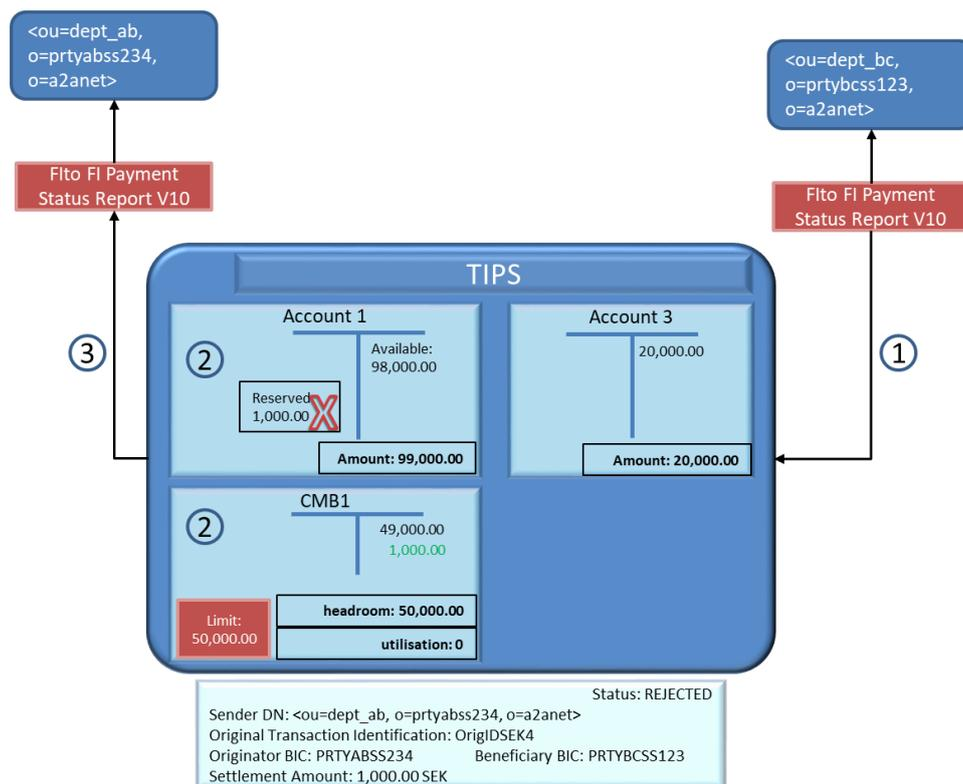 <ou=dept_ab,
o=prtyabss234,
o=a2anet>
<ou=dept_bc,
o=prtybcss123,
o=a2anet>
FIto FI Payment
Status Report V10
FIto FI Payment
Status Report V10
TIPS
Account 1
2
Available:
98,000.00
Reserved
1,000.00
X
Amount: 99,000.00
Account 3
20,000.00
Amount: 20,000.00
3
1
CMB1
2
49,000.00
1,000.00
Limit:
50,000.00
headroom: 50,000.00
utilisation: 0
Status: REJECTED
Sender DN: <ou=dept_ab, o=prtyabss234, o=a2anet>
Original Transaction Identification: OrigIDSEK4
Originator BIC: PRTYABSS234 Beneficiary BIC: PRTYBCSS123
Settlement Amount: 1,000.00 SEK